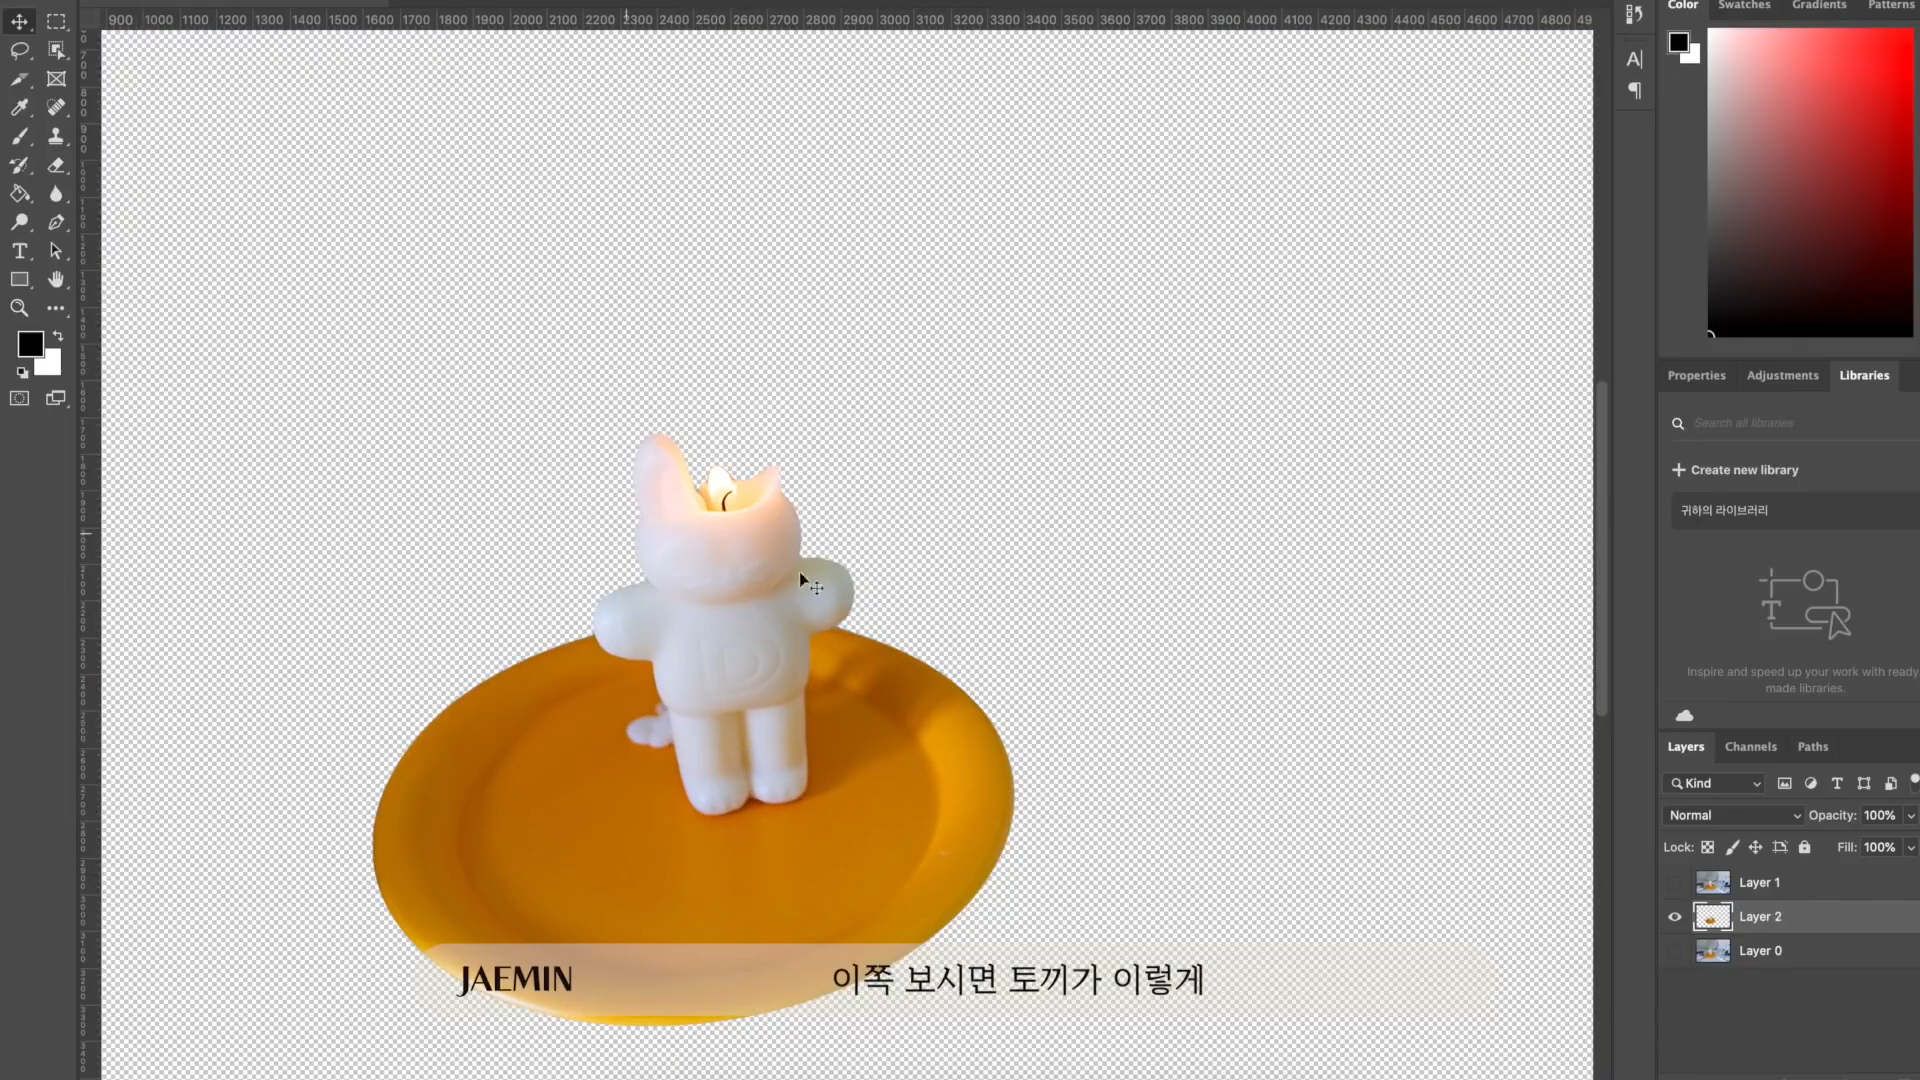 900 1000 1100 1200 1300 1400 1500 1600 1700 1800 1900 2000 2100 2200 2300 2400 2500 2600 2700 2800 2900 3000 3100 3200 3300 3400 3500 3600 3700 3800 3900 4000 4100 4200 4300 4400 4500 4600 4700 4800 49
Color Swatches Gradients Patterns
Properties Adjustments Libraries
Search all libraries
Create new library
귀하의 라이브러리
Inspire and speed up your work with ready
made libraries.
Layers Channels Paths
Kind
Normal Opacity: 100%
Lock: Fill: 100%
Layer 1
Layer 2
Layer 0
D
JAEMIN 이쪽 보시면 토끼가 이렇게